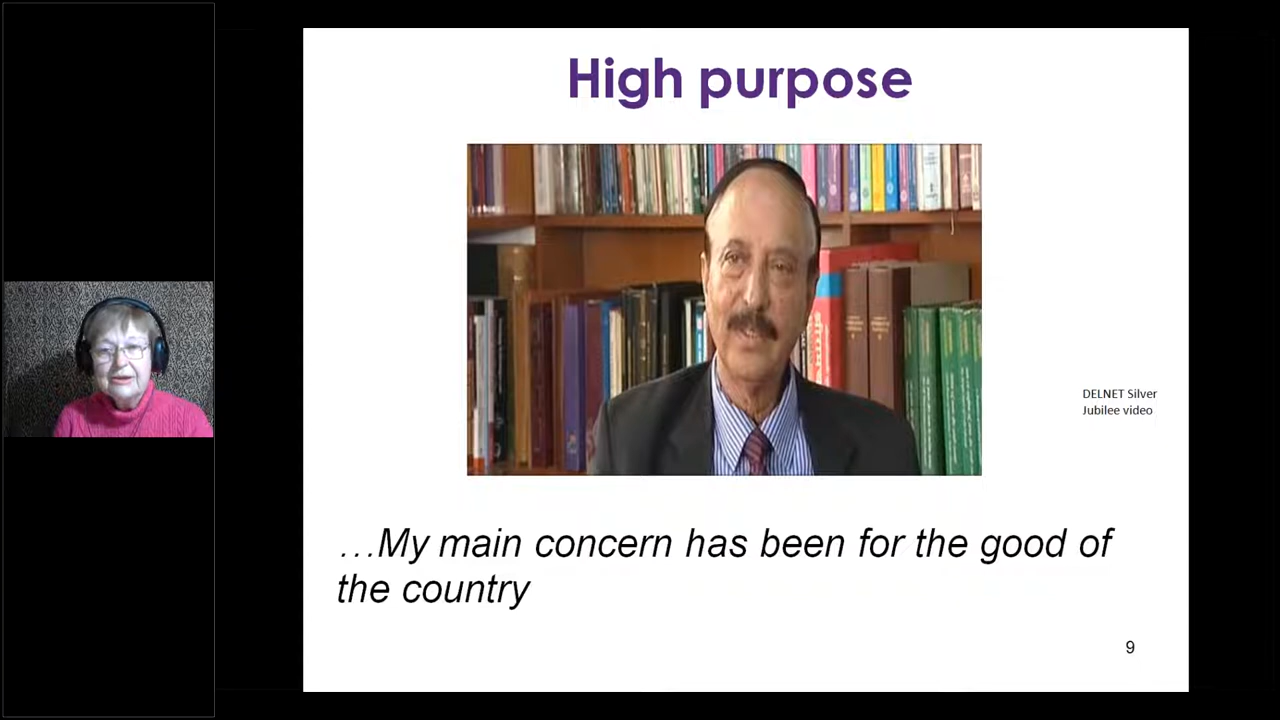 High purpose
DELNET Silver
Jubilee video
…My main concern has been for the good of
the country
9